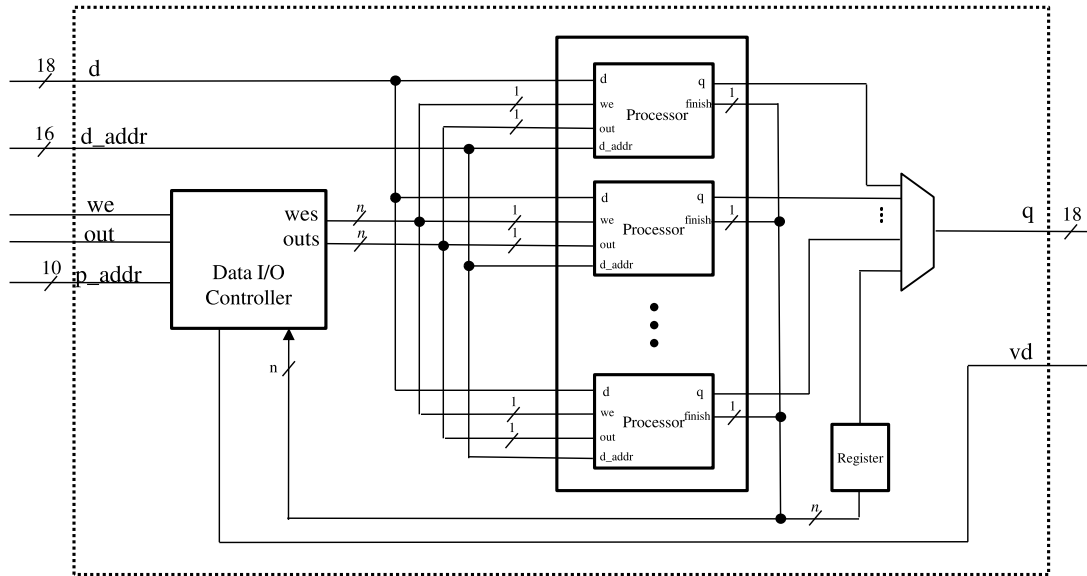 18
d
16
d_addr
we
out
10
p_addr
wes
outs
Data I/O
Controller
n
n
n
1
1
d
we
out
d_addr
Processor
q
finish
1
1
1
d
we
out
d_addr
Processor
q
finish
1
1
1
d
we
out
d_addr
Processor
q
finish
1
q
18
vd
Register
n